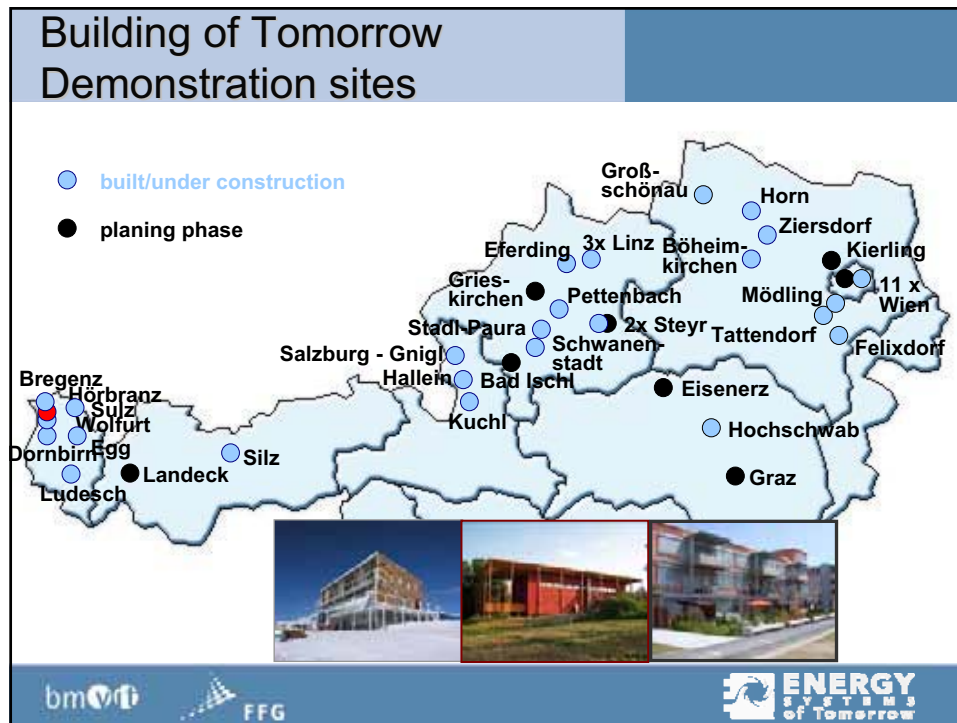 Building of Tomorrow
Demonstration sites
built/under construction
planing phase
Groß-
schönau
Horn
Ziersdorf
Eferding
3x Linz
Böheim-
kirchen
Kierling
Gries-
kirchen
11 x
Wien
Pettenbach
Mödling
Stadl-Paura
2x Steyr
Tattendorf
Schwanen-
stadt
Felixdorf
Salzburg - Gnigl
Hallein
Bad Ischl
Eisenerz
Bregenz
Hörbranz
Sulz
Wolfurt
Kuchl
Hochschwab
Dornbirn
Egg
Silz
Landeck
Graz
Ludesch
bmvit
FFG
ENERGY
SYSTEMS
of Tomorrow